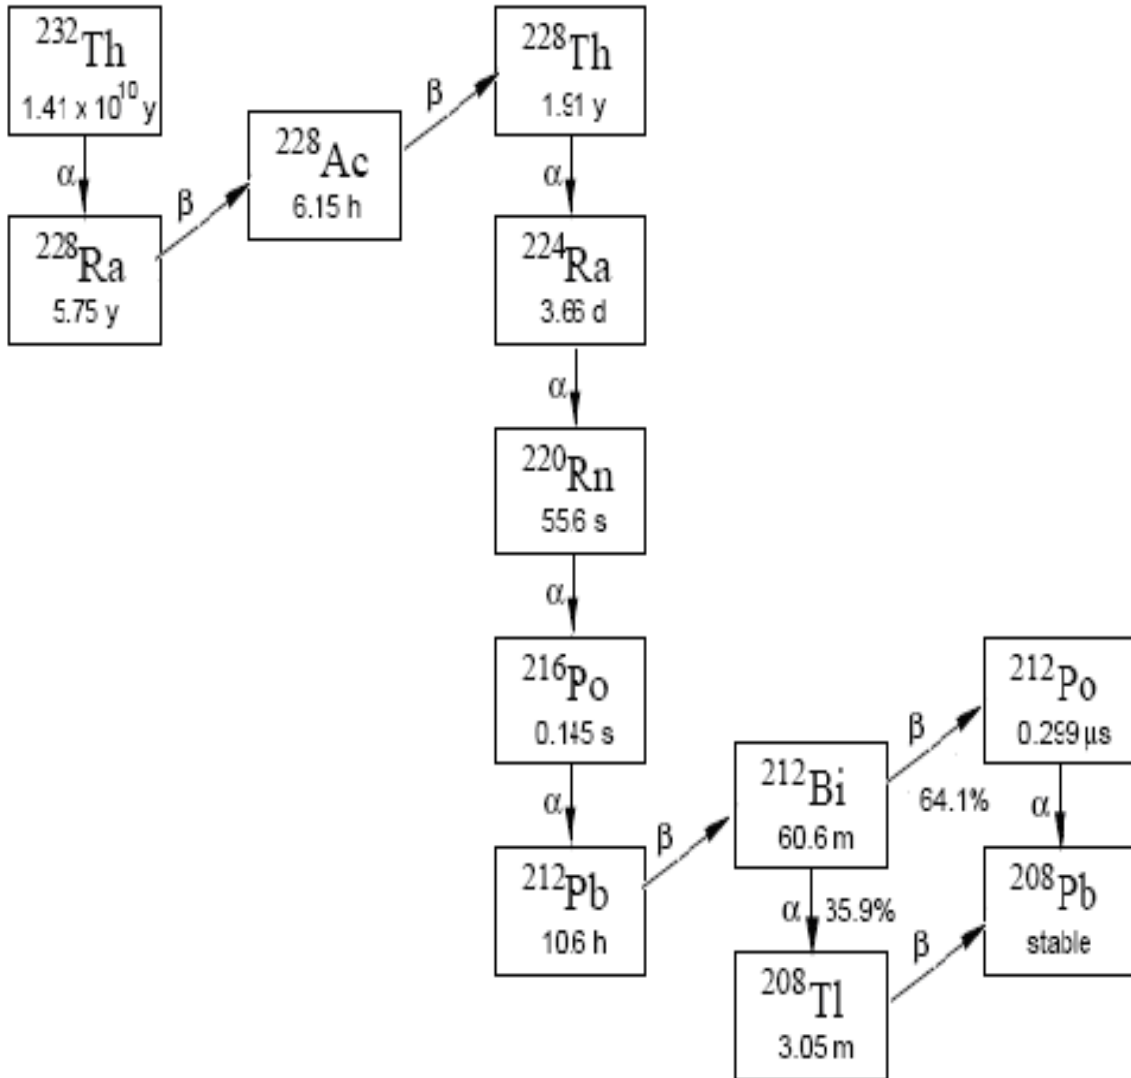 ²³²Th
1.41 x 10¹⁰ y
α
²²⁸Ra
5.75 y
β
²²⁸Ac
6.15 h
β
²²⁸Th
1.91 y
α
²²⁴Ra
3.66 d
α
²²⁰Rn
55.6 s
α
²¹⁶Po
0.145 s
α
²¹²Pb
10.6 h
β
²¹²Bi
60.6 m
β
64.1%
²¹²Po
0.299 µs
α
α 35.9%
²⁰⁸Tl
3.05 m
β
²⁰⁸Pb
stable